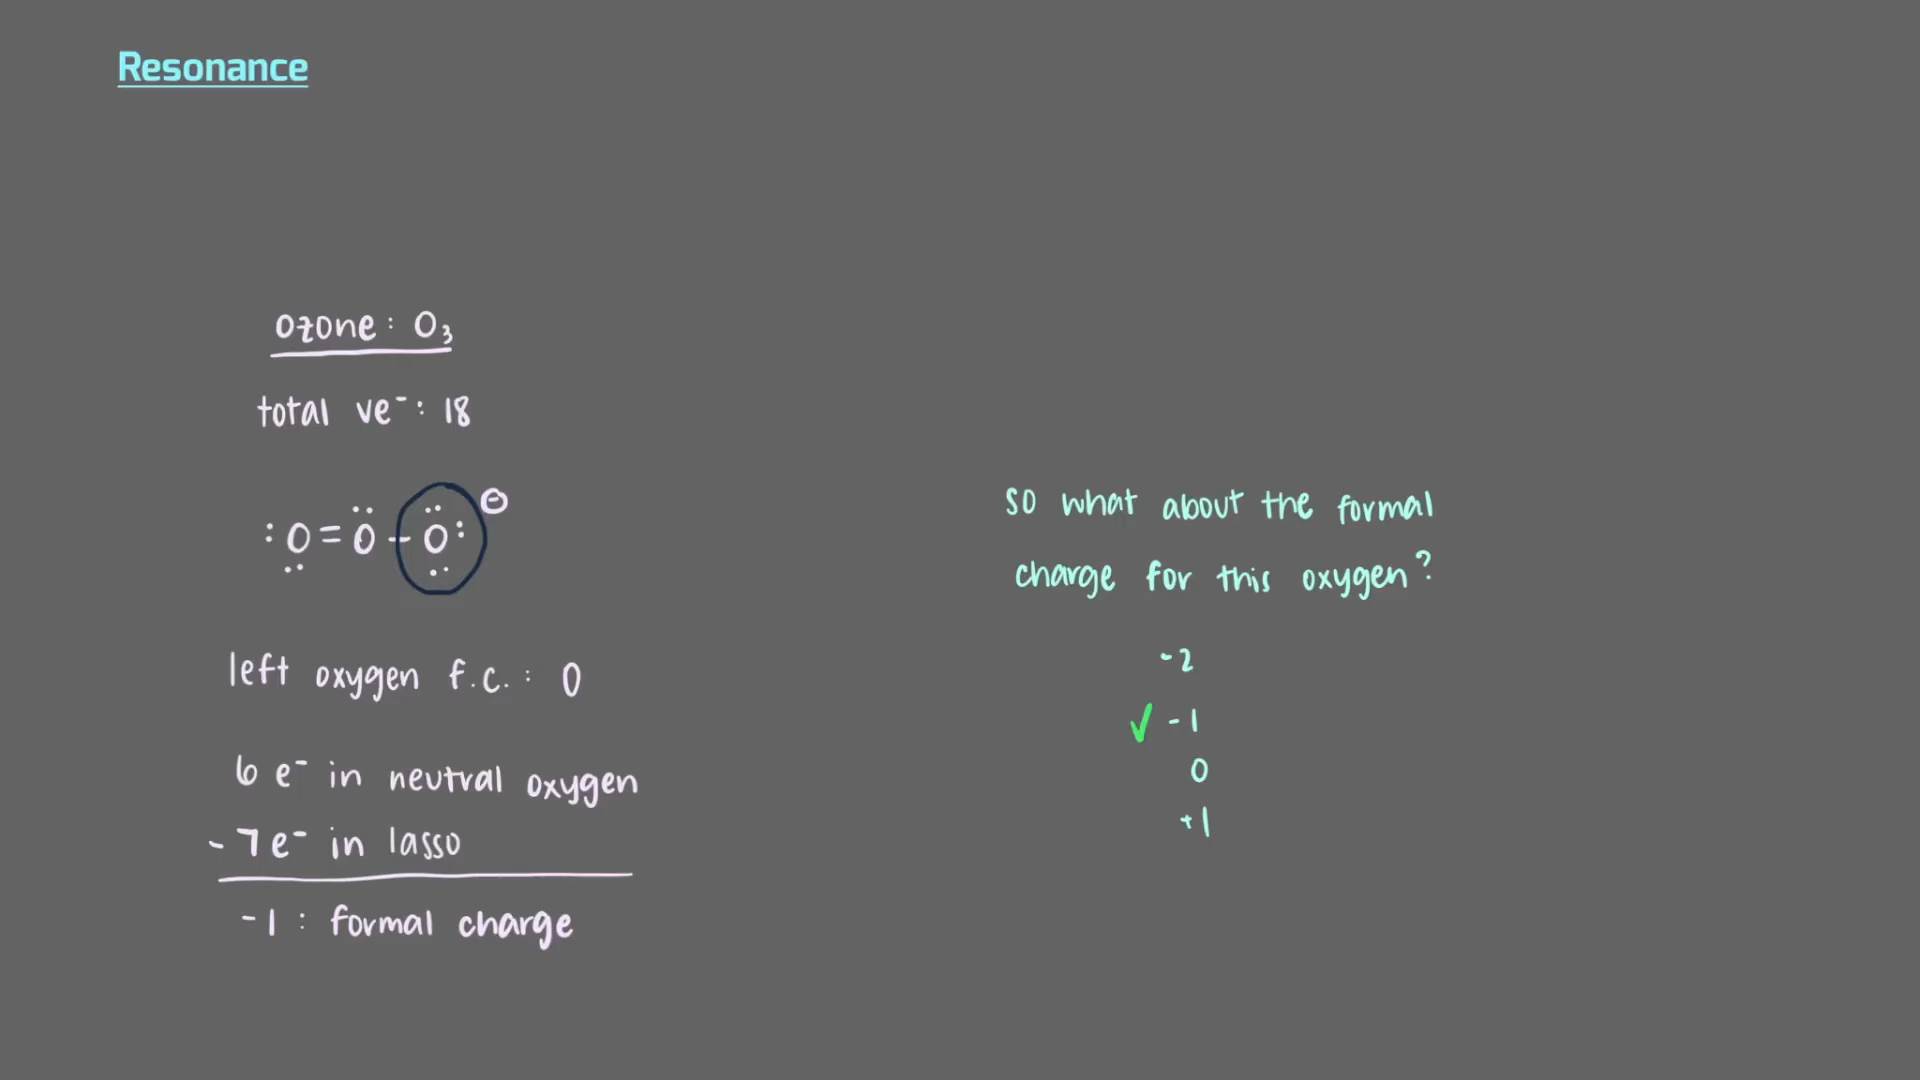 Resonance
ozone: O₃
total ve⁻: 18
:Ö=Ö-Ö: ⊖
left oxygen f.c.: 0
6 e⁻ in neutral oxygen
- 7 e⁻ in lasso
-1: formal charge
so what about the formal
charge for this oxygen?
-2
✓ -1
0
+1